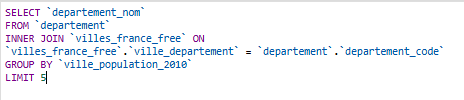 SELECT `departement_nom`
FROM `departement`
INNER JOIN `villes_france_free` ON
`villes_france_free`.`ville_departement` = `departement`.`departement_code`
GROUP BY `ville_population_2010`
LIMIT 5